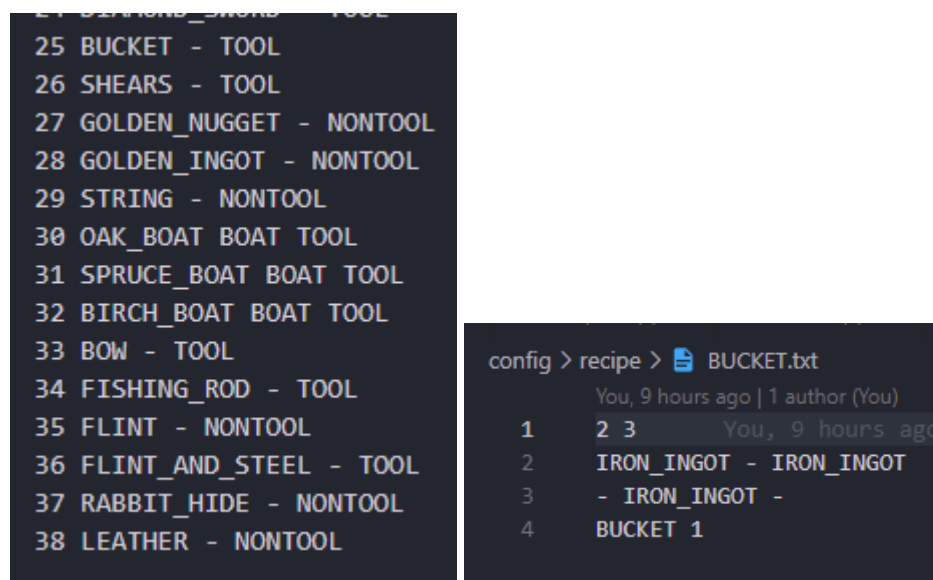 24 DIAMOND_SWORD - TOOL
25 BUCKET - TOOL
26 SHEARS - TOOL
27 GOLDEN_NUGGET - NONTOOL
28 GOLDEN_INGOT - NONTOOL
29 STRING - NONTOOL
30 OAK_BOAT BOAT TOOL
31 SPRUCE_BOAT BOAT TOOL
32 BIRCH_BOAT BOAT TOOL
33 BOW - TOOL
34 FISHING_ROD - TOOL
35 FLINT - NONTOOL
36 FLINT_AND_STEEL - TOOL
37 RABBIT_HIDE - NONTOOL
38 LEATHER - NONTOOL
config > recipe > BUCKET.txt
You, 9 hours ago | 1 author (You)
1 2 3 You, 9 hours ago
2 IRON_INGOT - IRON_INGOT
3 - IRON_INGOT -
4 BUCKET 1